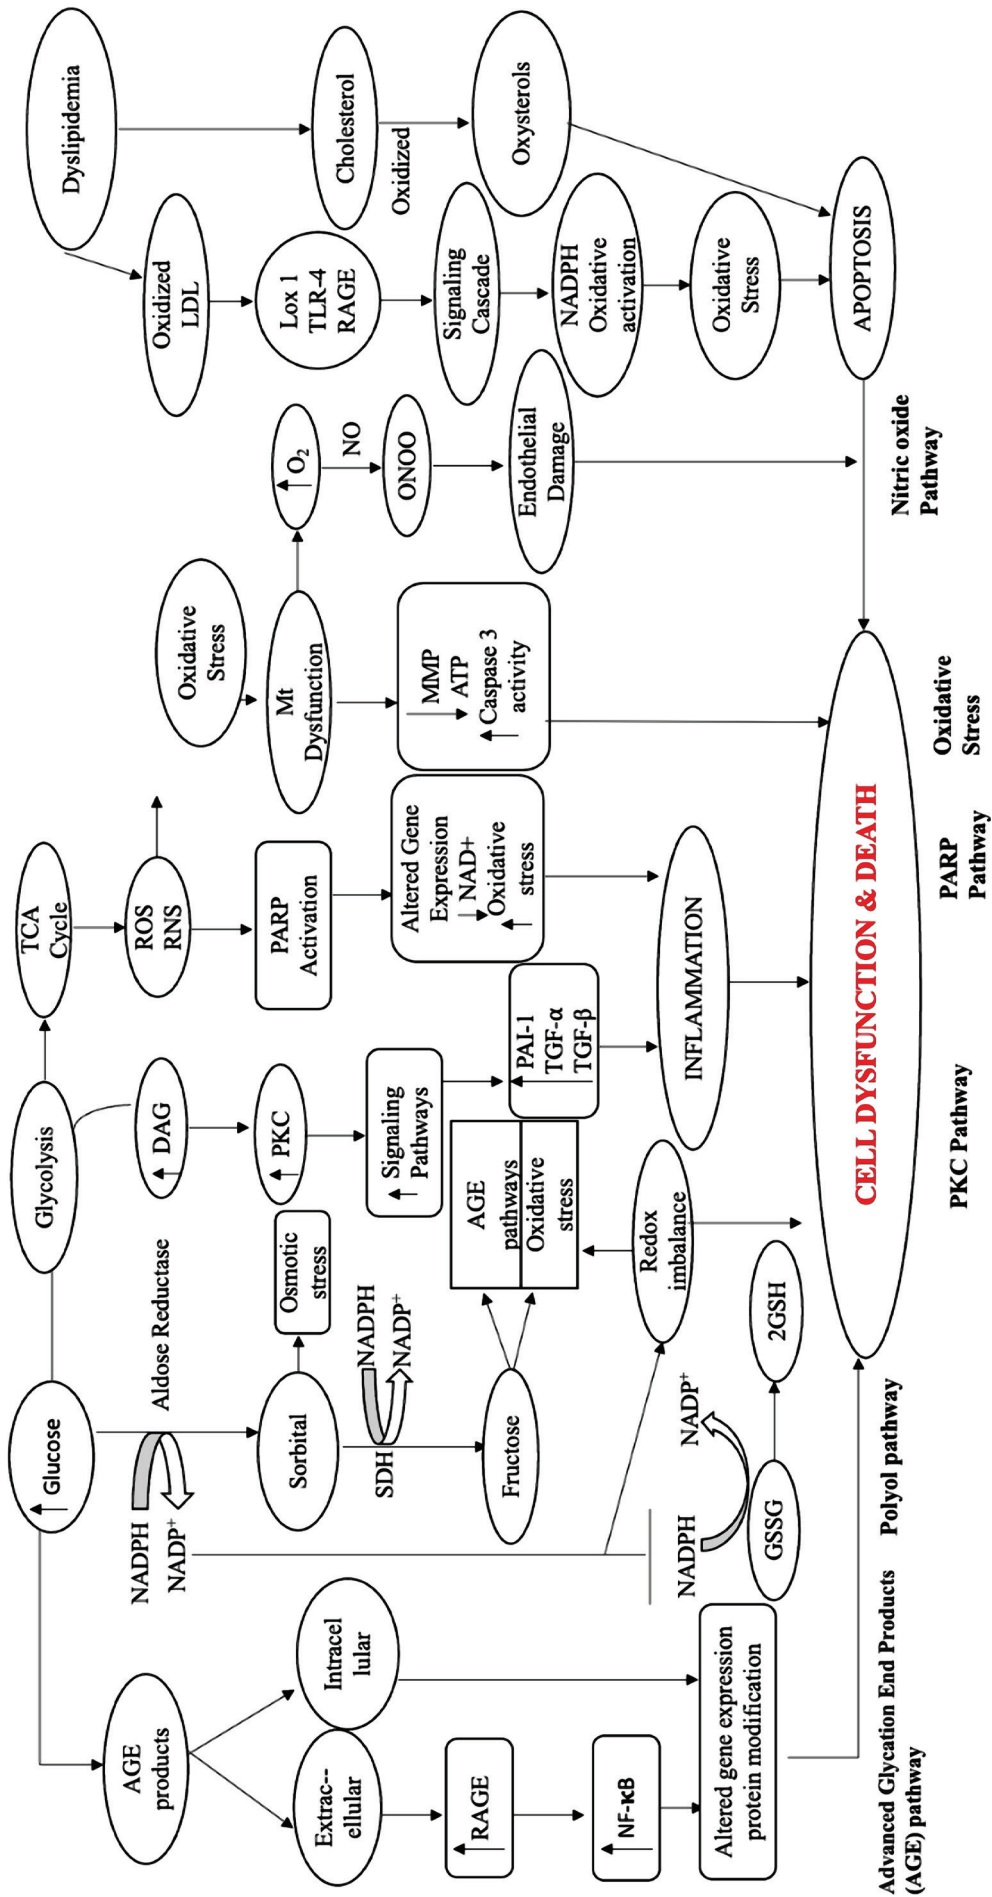 Glucose
Glycolysis
TCA
Cycle
Dyslipidemia
AGE
products
NADPH
NADP+
Aldose Reductase
DAG
ROS
RNS
Oxidative
Stress
Oxidized
LDL
Extrac--
ellular
Intracel
lular
Sorbital
Osmotic
stress
PKC
PARP
Activation
Mt
Dysfunction
O2
Lox 1
TLR-4
RAGE
Cholesterol
Oxidized
NO
RAGE
SDH
NADPH
NADP+
Signaling
Pathways
Altered Gene
Expression
NAD+
Oxidative
stress
MMP
ATP
Caspase 3
activity
ONOO
Signaling
Cascade
Oxysterols
Fructose
AGE
pathways
Oxidative
stress
PAI-1
TGF-α
TGF-β
Endothelial
Damage
NADPH
Oxidative
activation
NF-κB
NADPH
NADP+
Redox
imbalance
INFLAMMATION
Oxidative
Stress
Altered gene expression
protein modification
GSSG
2GSH
CELL DYSFUNCTION & DEATH
APOPTOSIS
Advanced Glycation End Products
(AGE) pathway
Polyol pathway
PKC Pathway
PARP
Pathway
Oxidative
Stress
Nitric oxide
Pathway